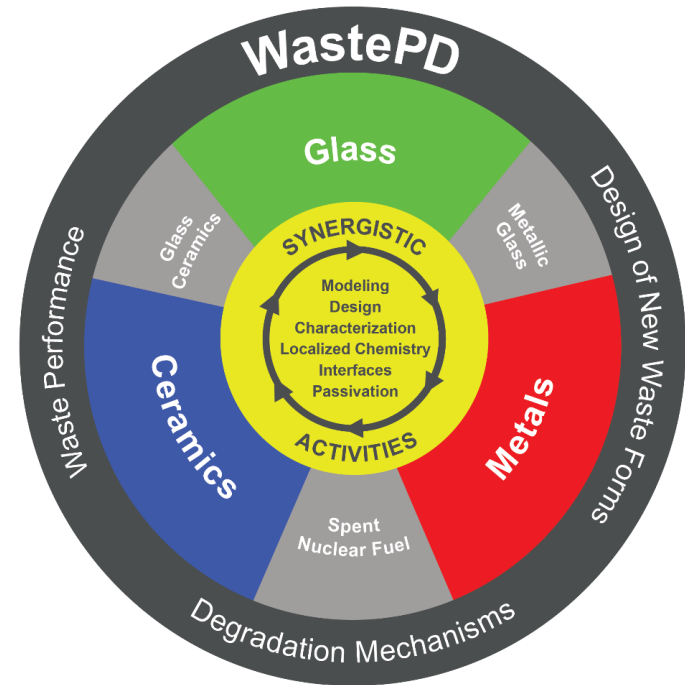 WastePD
Glass
Glass
Ceramics
Metallic
Glass
Design of New Waste Forms
Waste Performance
SYNERGISTIC
Modeling
Design
Characterization
Localized Chemistry
Interfaces
Passivation
ACTIVITIES
Ceramics
Metals
Spent
Nuclear Fuel
Degradation Mechanisms